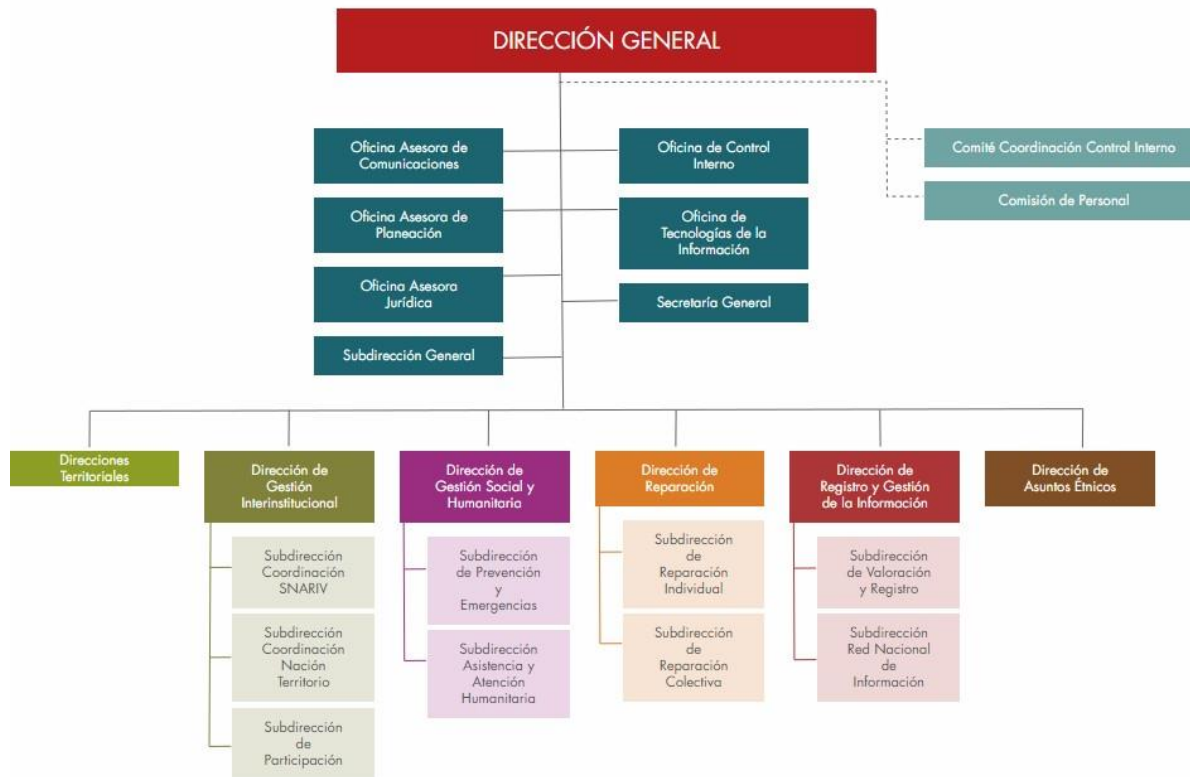 DIRECCIÓN GENERAL
Oficina Asesora de
Comunicaciones
Oficina de Control
Interno
Comité Coordinación Control Interno
Comisión de Personal
Oficina Asesora de
Planeación
Oficina de
Tecnologías de la
Información
Oficina Asesora
Jurídica
Secretaría General
Subdirección General
Direcciones
Territoriales
Dirección de
Gestión
Interinstitucional
Subdirección
Coordinación
SNARIV
Subdirección
Coordinación
Nación
Territorio
Subdirección
de
Participación
Dirección de
Gestión Social y
Humanitaria
Subdirección
de Prevención
y
Emergencias
Subdirección
Asistencia y
Atención
Humanitaria
Dirección de
Reparación
Subdirección
de
Reparación
Individual
Subdirección
de
Reparación
Colectiva
Dirección de
Registro y Gestión
de la Información
Subdirección
de Valoración
y Registro
Subdirección
Red Nacional
de
Información
Dirección de
Asuntos Étnicos